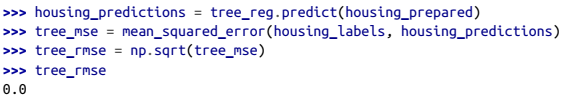 >>> housing_predictions = tree_reg.predict(housing_prepared)
>>> tree_mse = mean_squared_error(housing_labels, housing_predictions)
>>> tree_rmse = np.sqrt(tree_mse)
>>> tree_rmse
0.0